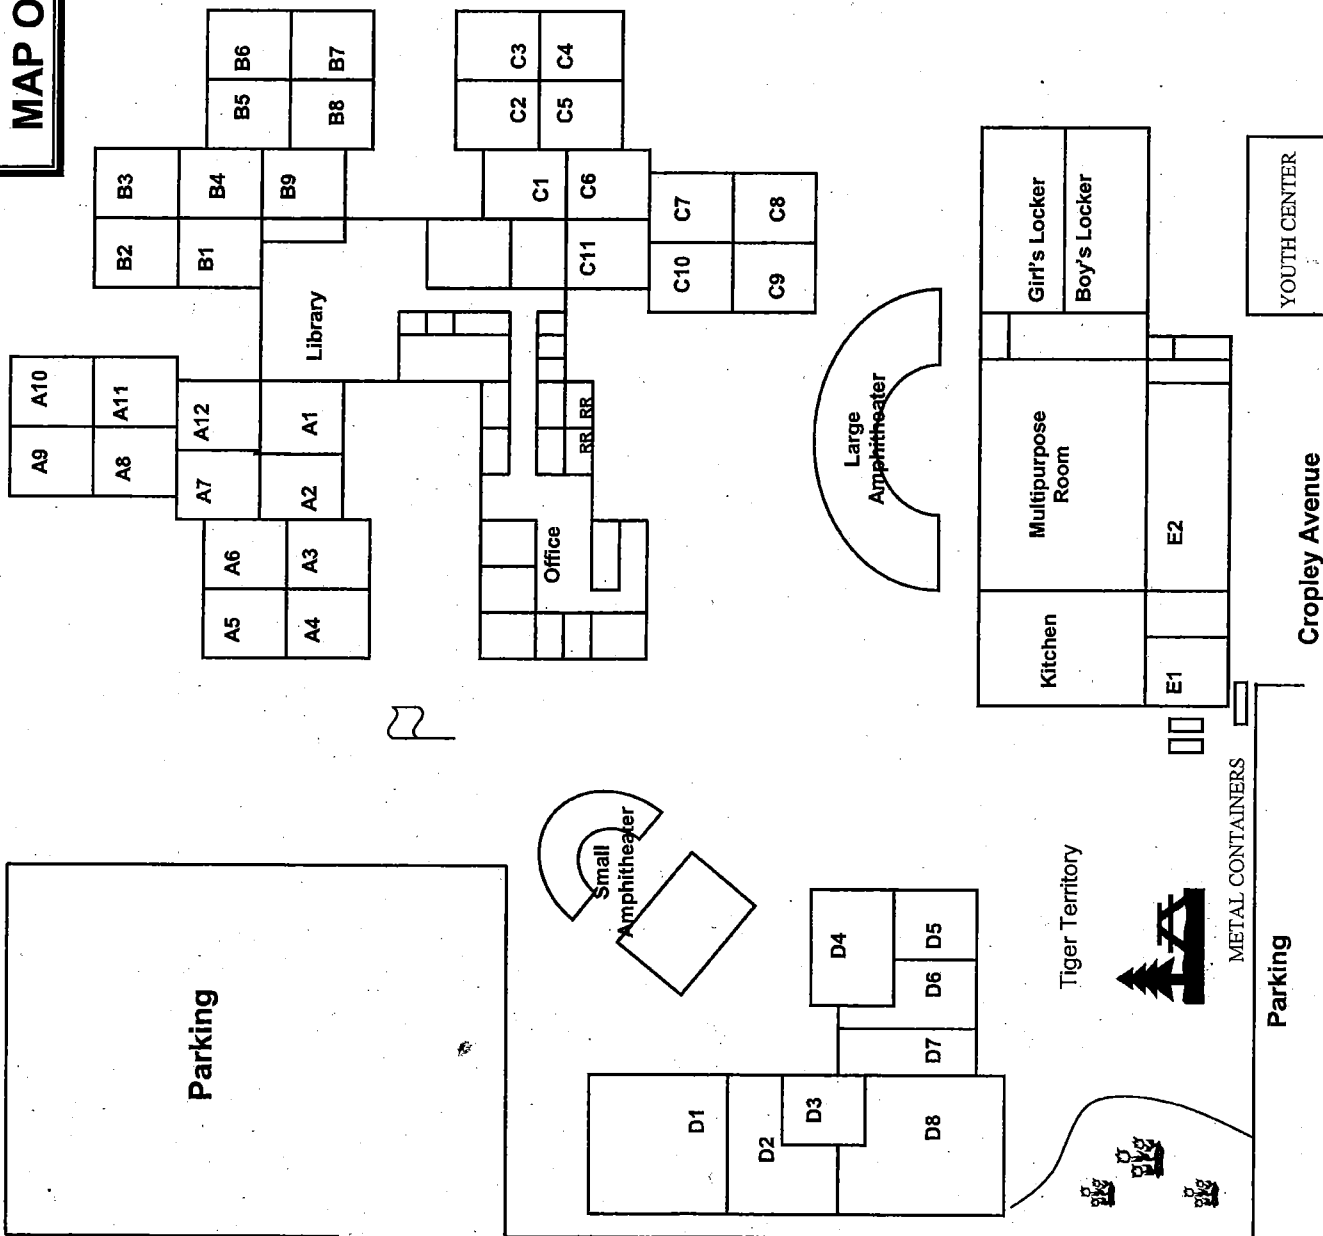 MAP O
B6
B7
B5
B8
B3
B4
B9
B2
B1
C3
C4
C2
C5
C1
C6
C7
C8
C11
C10
C9
Library
A10
A11
A12
A1
A9
A8
A7
A2
A6
A3
A5
A4
RR
RR
Office
Large
Amphitheater
Girl's Locker
Boy's Locker
YOUTH CENTER
Multipurpose
Room
E2
Kitchen
E1
Cropley Avenue
Small
Amphitheater
Parking
D4
D5
D6
D7
D1
D2
D3
D8
Tiger Territory
METAL CONTAINERS
Parking